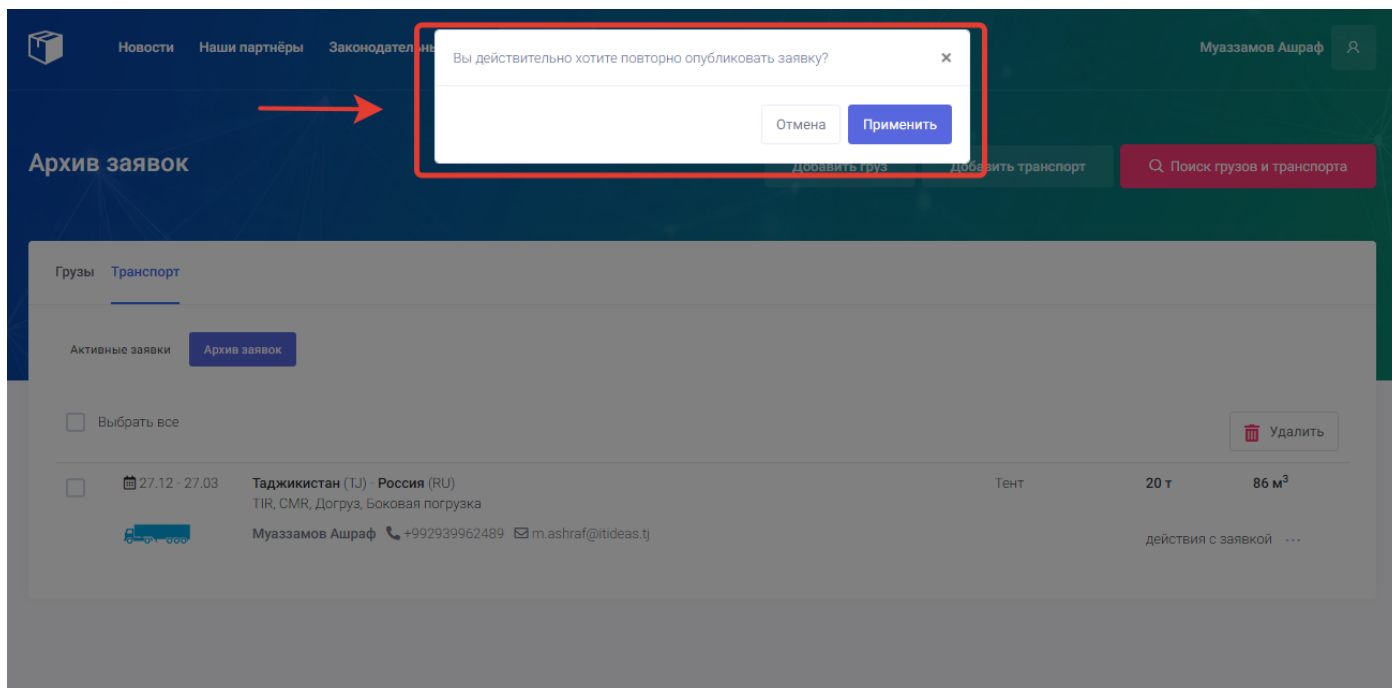 Новости Наши партнёры Законодательны
Вы действительно хотите повторно опубликовать заявку? ×
Муаззамов Ашраф
Отмена Применить
Архив заявок
Добавить груз Добавить транспорт Поиск грузов и транспорта
Грузы Транспорт
Активные заявки Архив заявок
Выбрать все
Удалить
27.12 - 27.03 Таджикистан (TJ) - Россия (RU) Тент 20 т 86 м³
TIR, CMR, Догруз, Боковая погрузка
Муаззамов Ашраф +992939962489 m.ashraf@itideas.tj
действия с заявкой ...